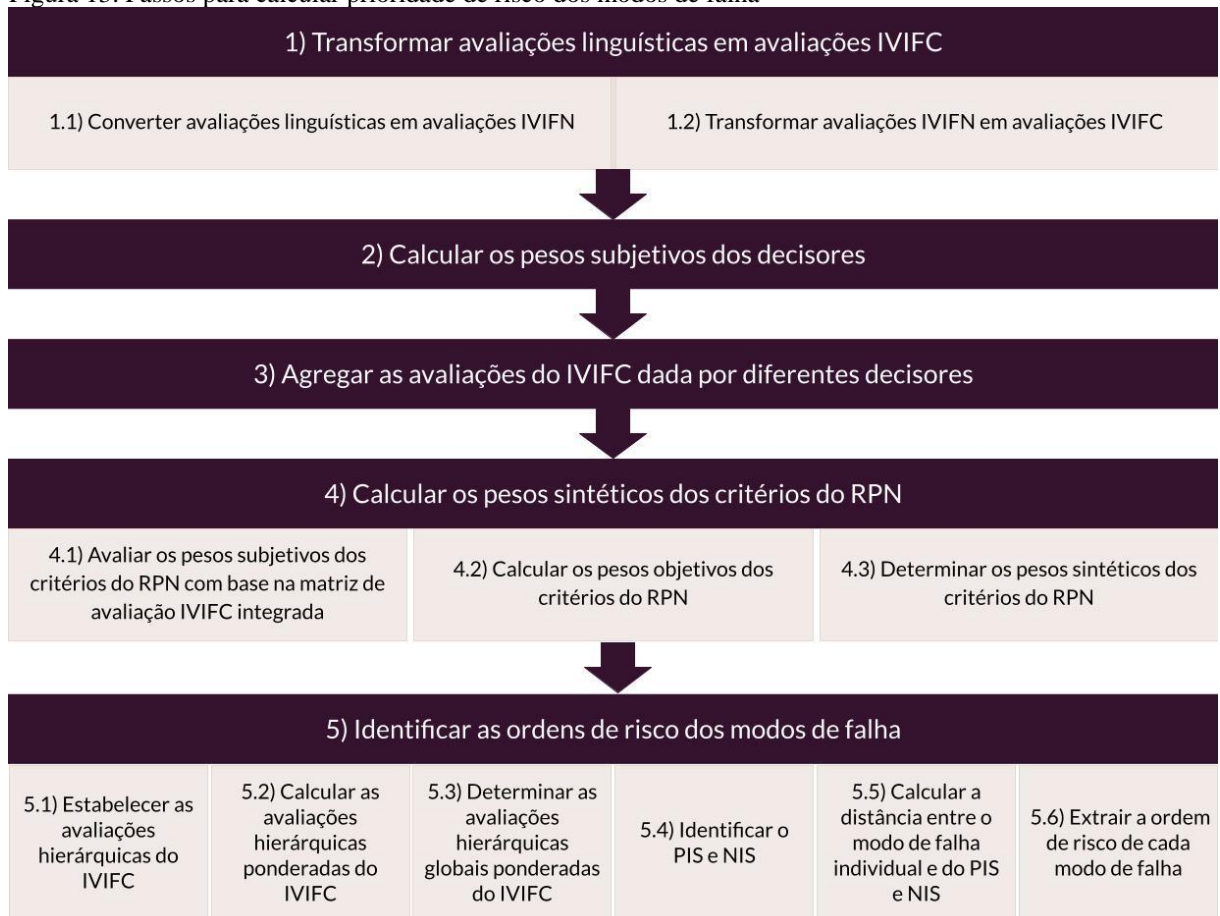 Figura 15. Passos para calcular prioridade de risco dos modos de falha
1) Transformar avaliações linguísticas em avaliações IVIFC
1.1) Converter avaliações linguísticas em avaliações IVIFN
1.2) Transformar avaliações IVIFN em avaliações IVIFC
2) Calcular os pesos subjetivos dos decisores
3) Agregar as avaliações do IVIFC dada por diferentes decisores
4) Calcular os pesos sintéticos dos critérios do RPN
4.1) Avaliar os pesos subjetivos dos
critérios do RPN com base na matriz de
avaliação IVIFC integrada
4.2) Calcular os pesos objetivos dos
critérios do RPN
4.3) Determinar os pesos sintéticos dos
critérios do RPN
5) Identificar as ordens de risco dos modos de falha
5.1) Estabelecer as
avaliações
hierárquicas do
IVIFC
5.2) Calcular as
avaliações
hierárquicas
ponderadas do
IVIFC
5.3) Determinar as
avaliações
hierárquicas
globais ponderadas
do IVIFC
5.4) Identificar o
PIS e NIS
5.5) Calcular a
distância entre o
modo de falha
individual e do PIS
e NIS
5.6) Extrair a ordem
de risco de cada
modo de falha